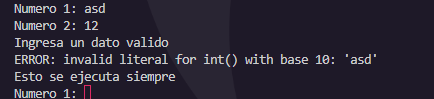 Numero 1: asd
Numero 2: 12
Ingresa un dato valido
ERROR: invalid literal for int() with base 10: 'asd'
Esto se ejecuta siempre
Numero 1: